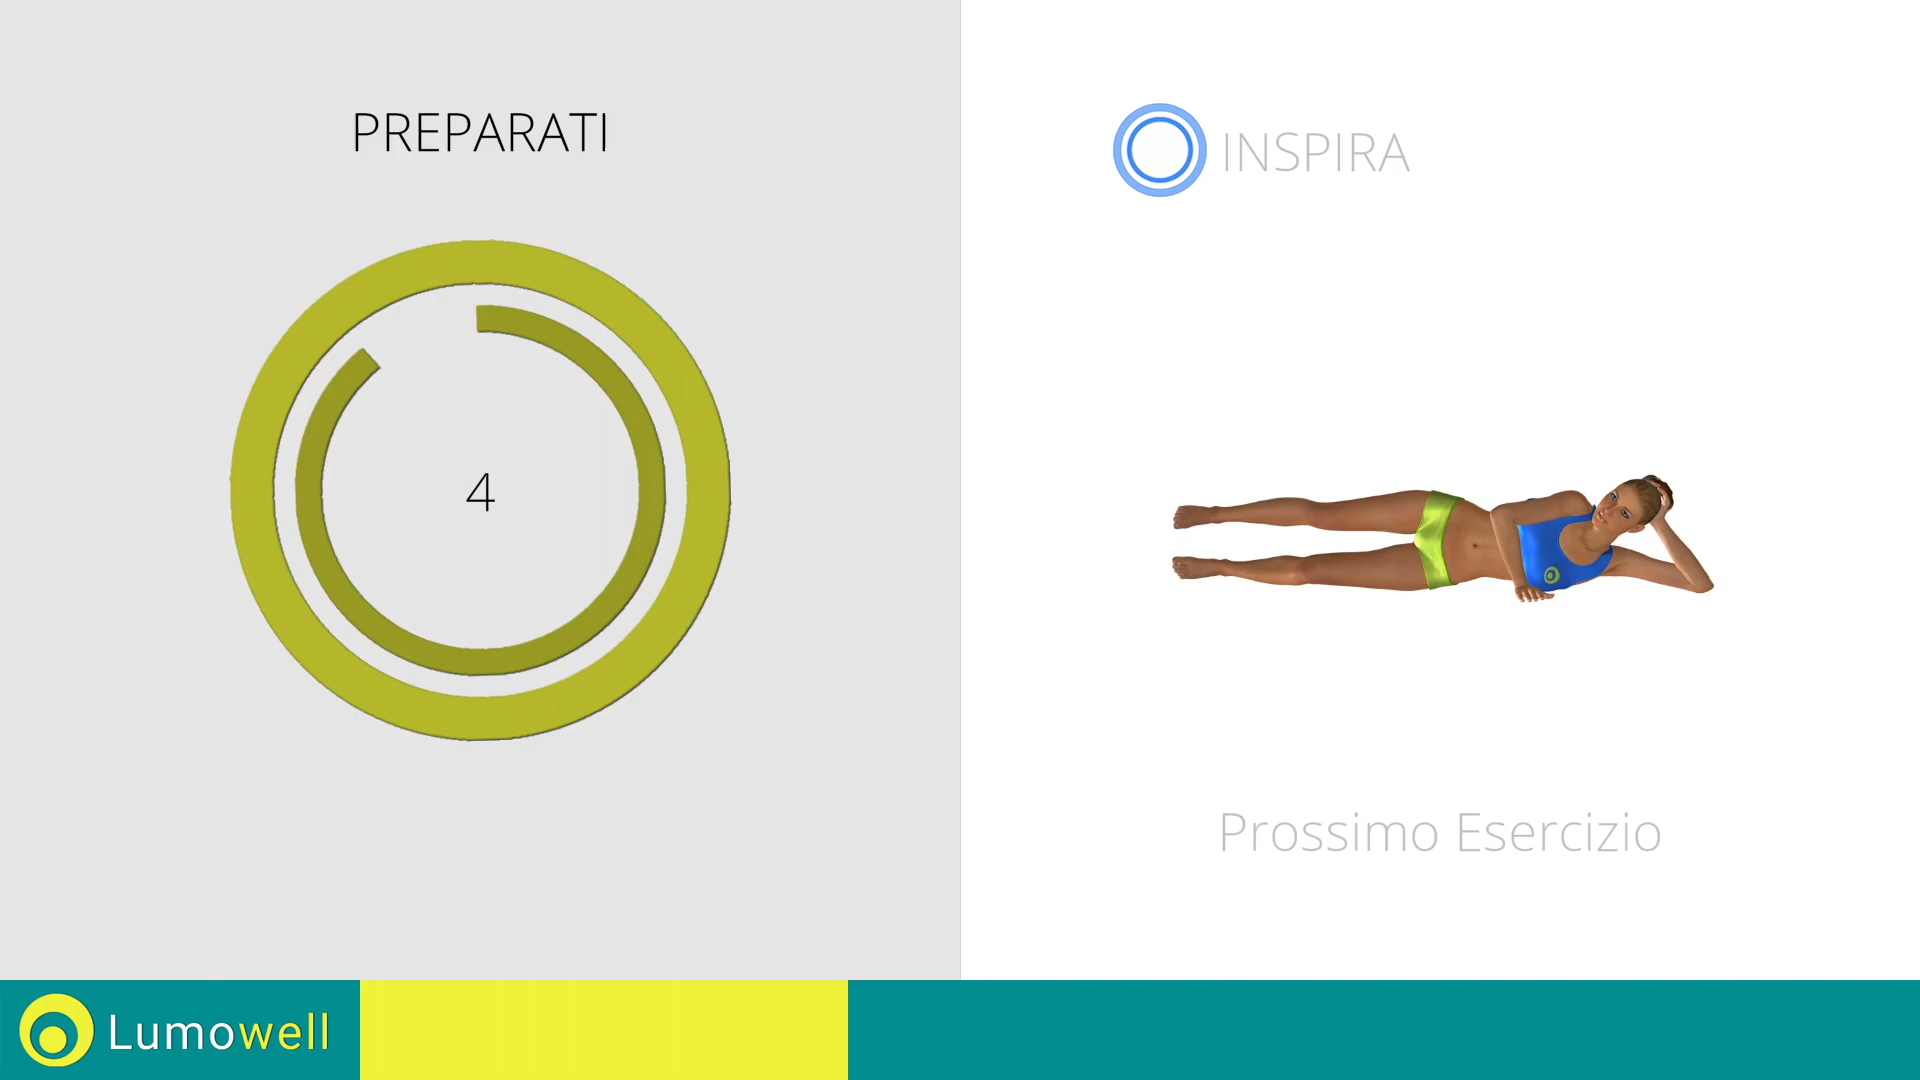 PREPARATI
4
INSPIRA
Prossimo Esercizio
Lumowell